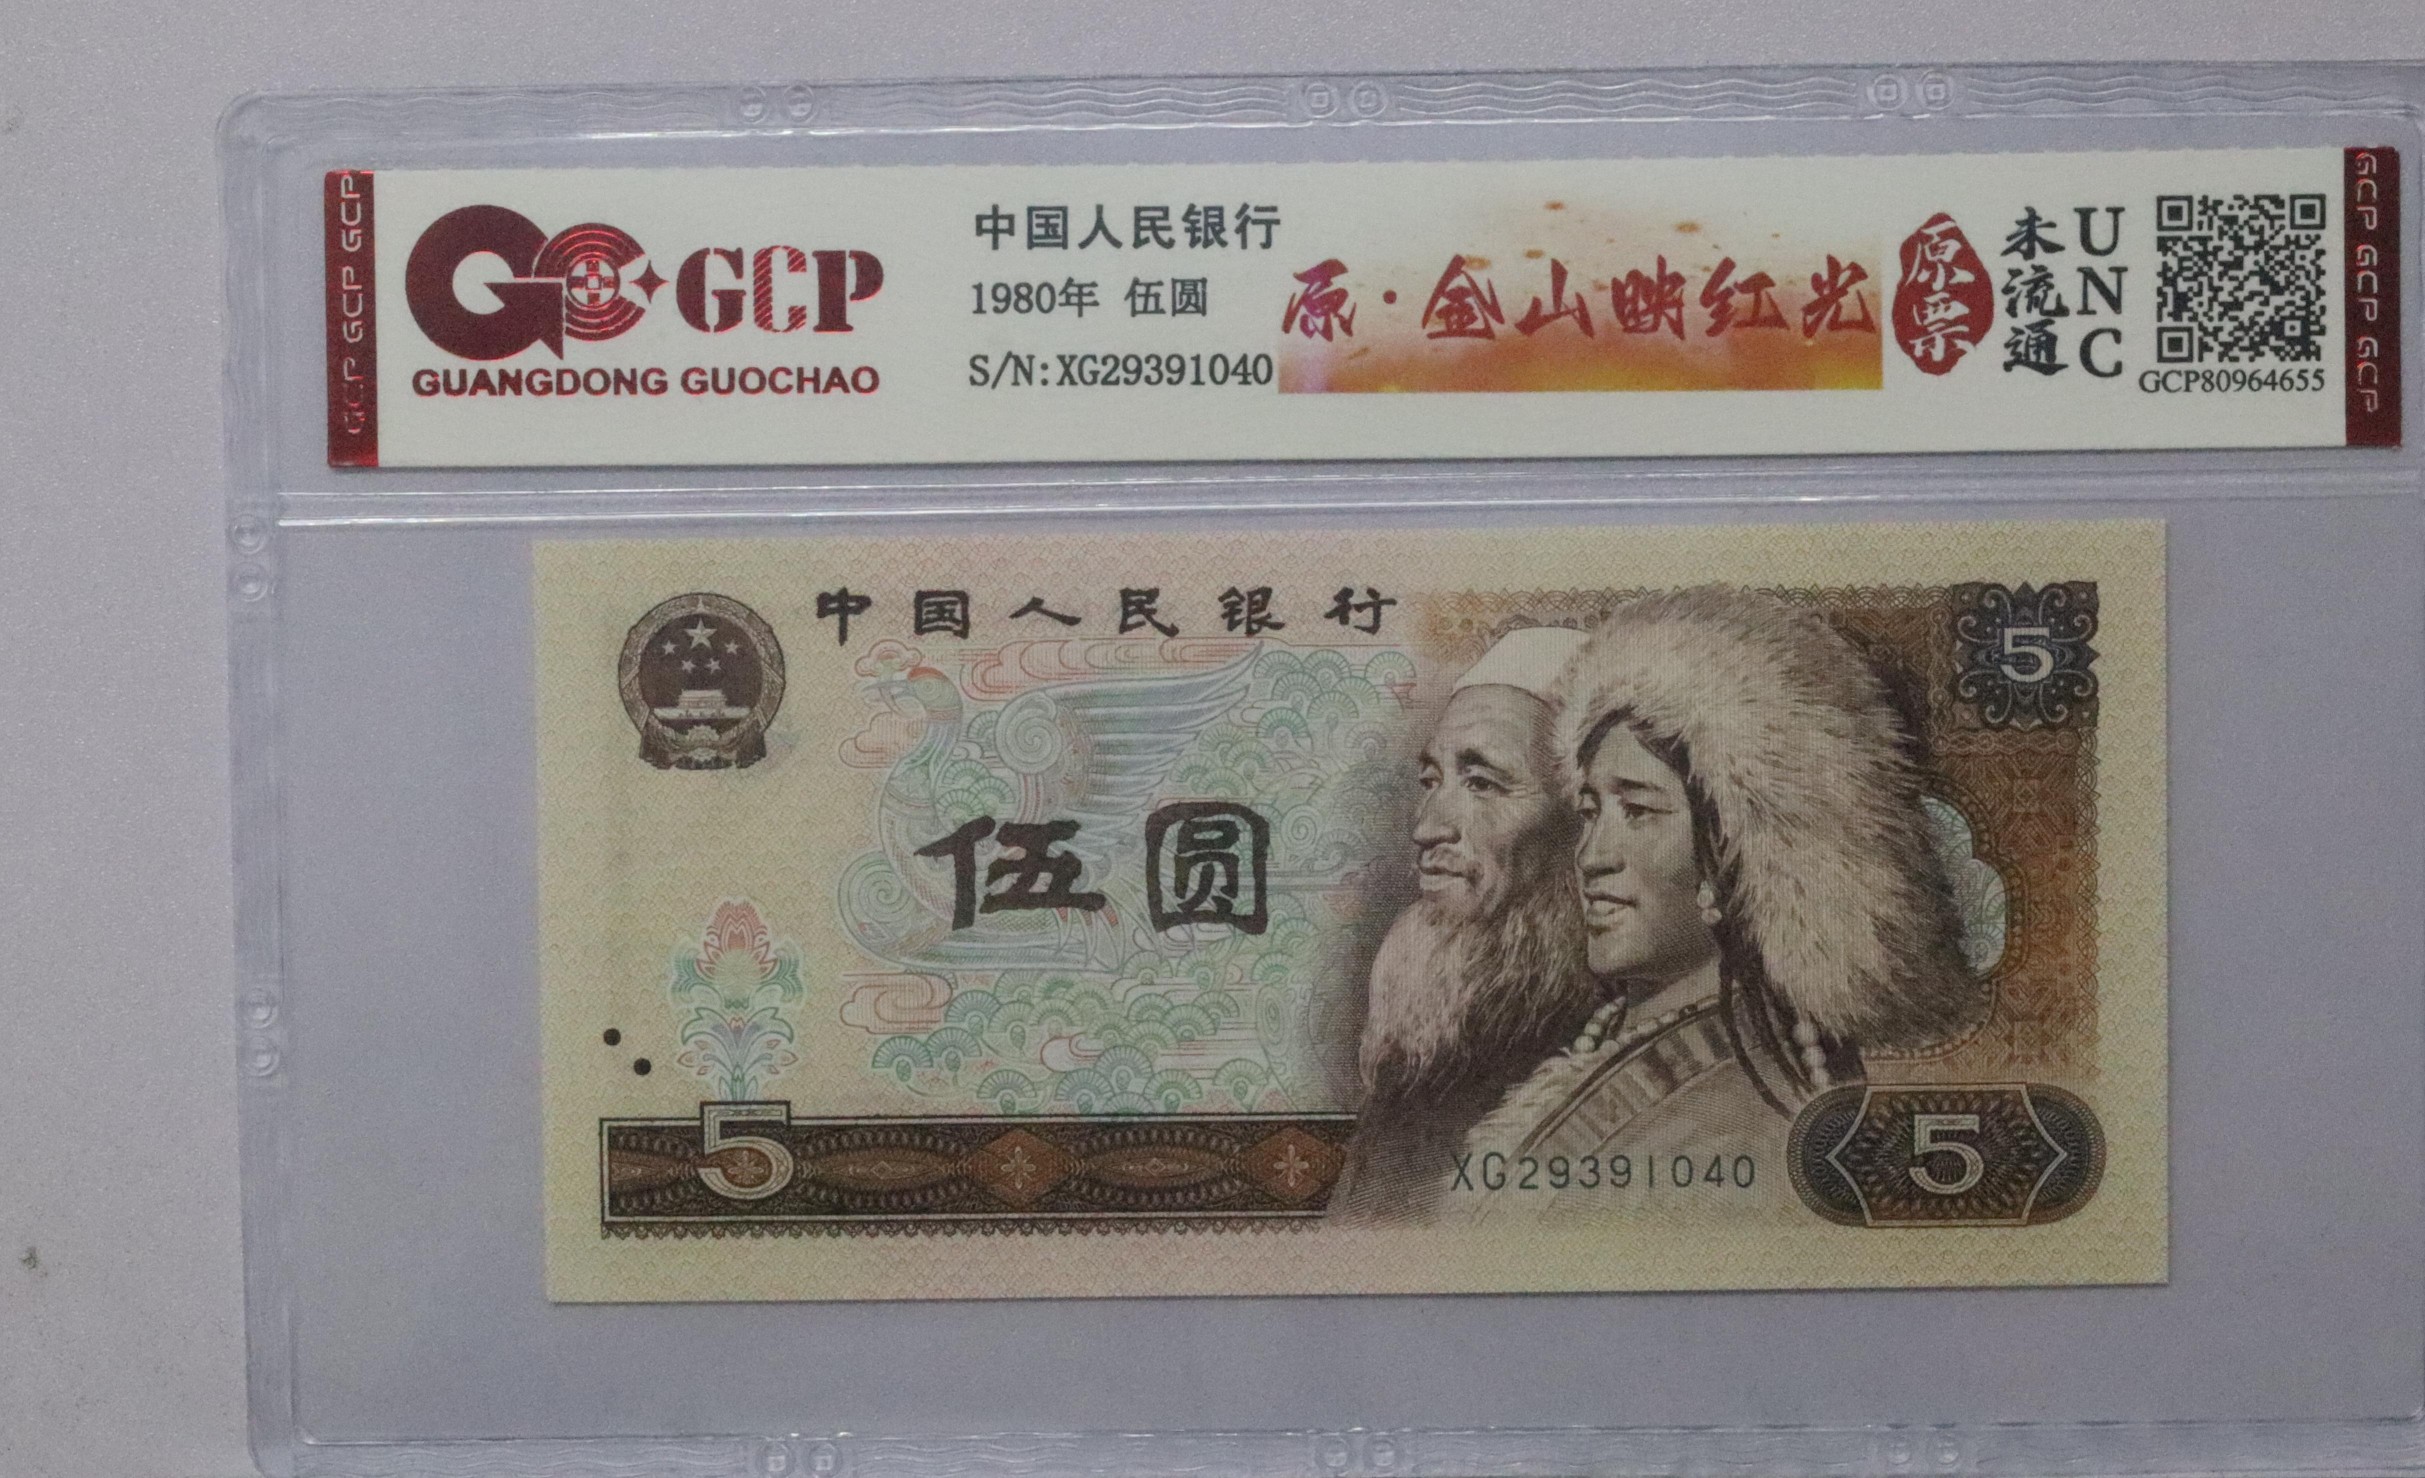 GCP GCP GCP
GCP
GUANGDONG GUOCHAO
中国人民银行
1980年 伍圆
S/N:XG29391040
原·金山映红光
原票
未流通
UNC
GCP80964655
GCP GCP GCP
中国人民银行
5
伍圆
5
XG29391040
5